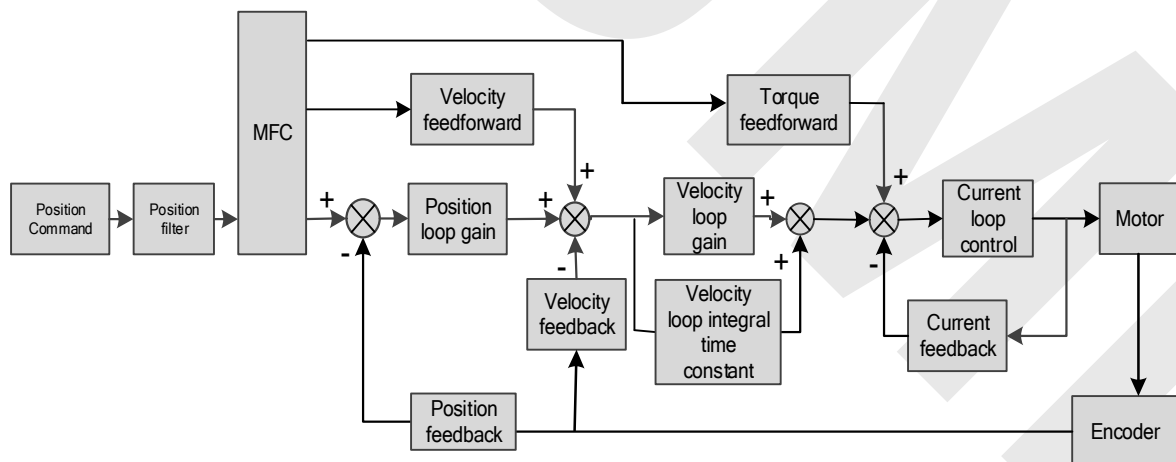 MFC
Velocity
feedforward
Torque
feedforward
+
+
Position
Command
Position
filter
+
-
Position
loop gain
+
-
Velocity
loop
gain
+
+
Current
loop
control
-
Motor
Velocity
feedback
Velocity
loop integral
time
constant
Current
feedback
Position
feedback
Encoder